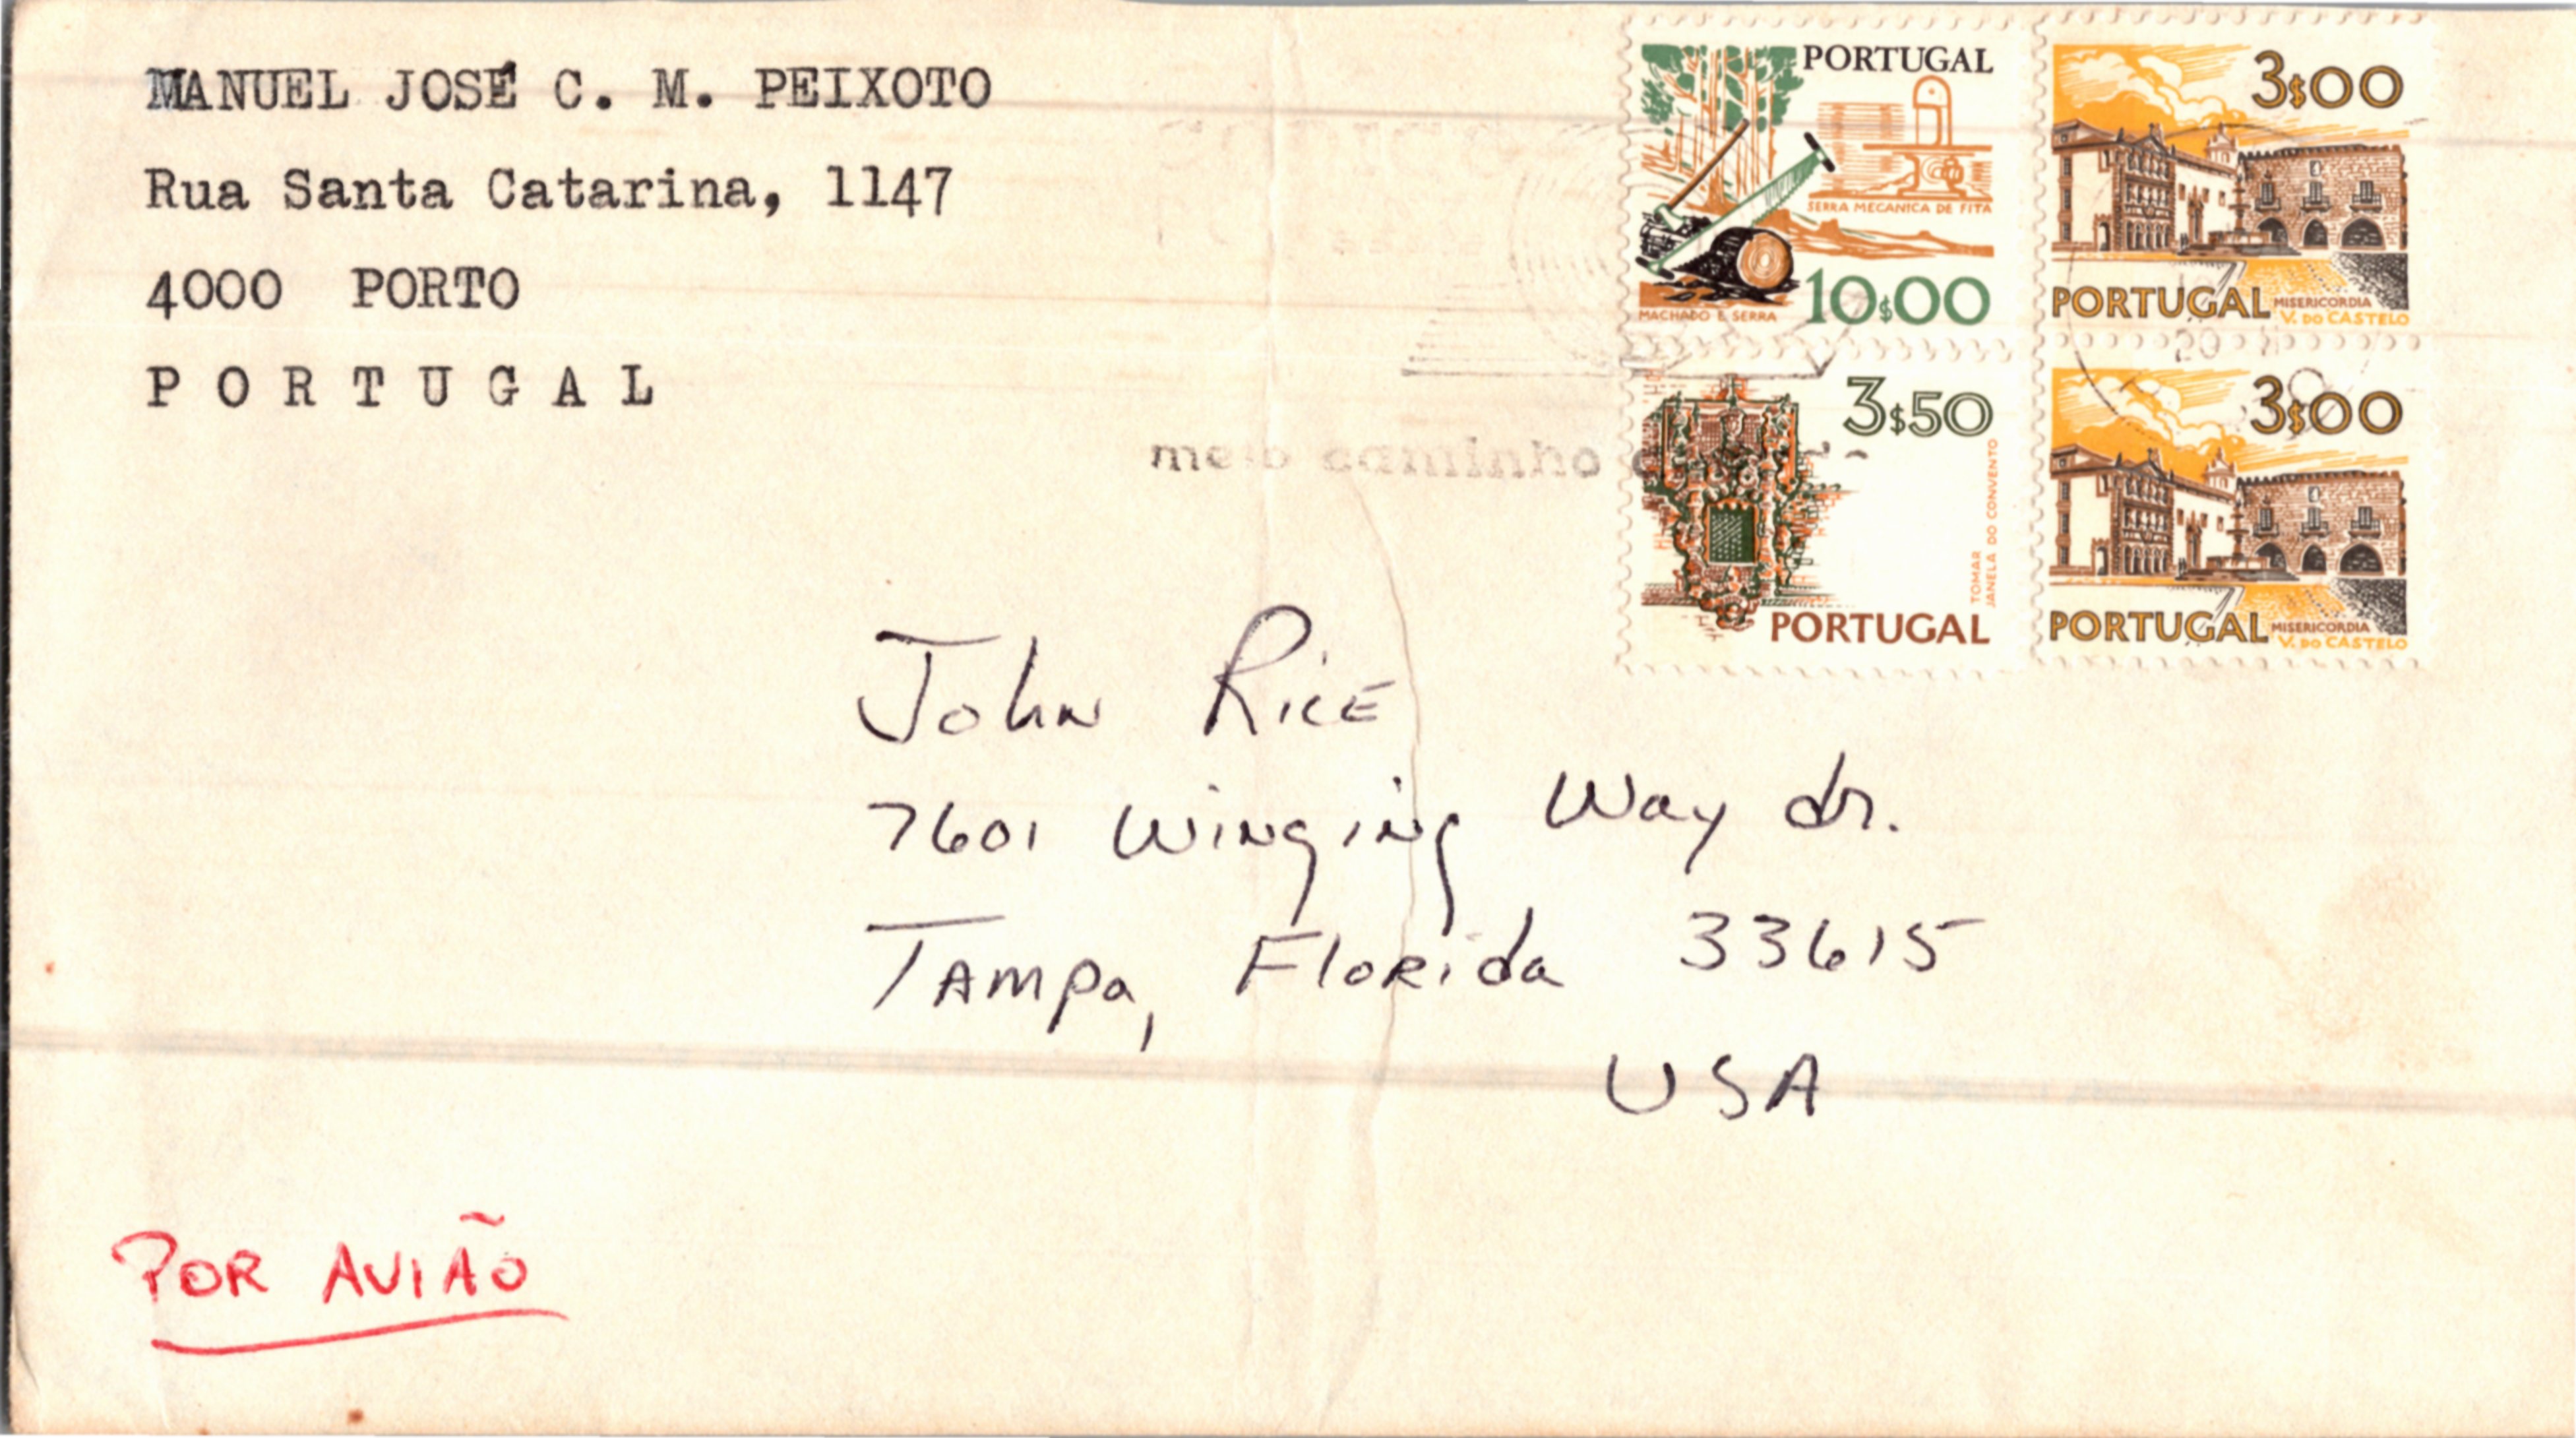 MANUEL JOSÉ C. M. PEIXOTO
Rua Santa Catarina, 1147
4000 PORTO
PORTUGAL
PORTUGAL
SERRA MECANICA DE FITA
MACHADO E SERRA
10$00
3$00
PORTUGAL
MISERICORDIA
V. DO CASTELO
3$50
TOMAR
JANELA DO CONVENTO
PORTUGAL
3$00
PORTUGAL
MISERICORDIA
V. DO CASTELO
meio caminho
John Rice
7601 Winging Way dr.
Tampa, Florida 33615
USA
POR AVIÃO